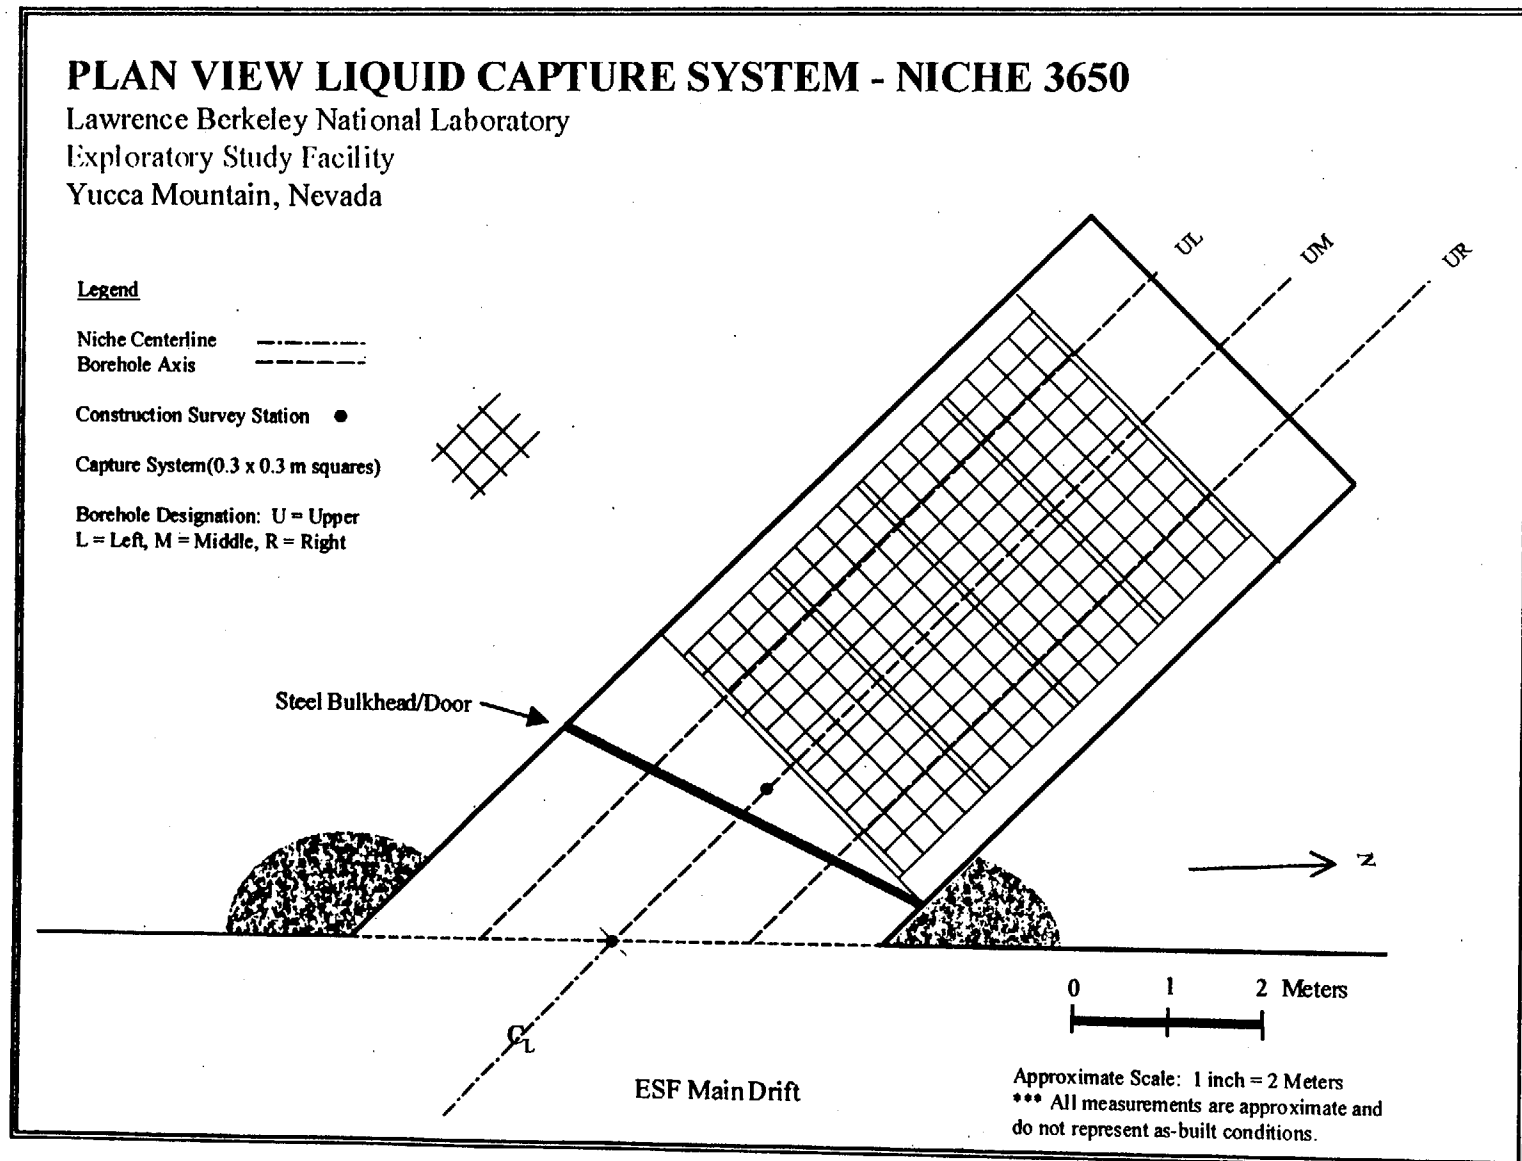 PLAN VIEW LIQUID CAPTURE SYSTEM - NICHE 3650
Lawrence Berkeley National Laboratory
Exploratory Study Facility
Yucca Mountain, Nevada
UL
UM
UR
Legend
Niche Centerline
Borehole Axis
Construction Survey Station
Capture System(0.3 x 0.3 m squares)
Borehole Designation: U = Upper
L = Left, M = Middle, R = Right
Steel Bulkhead/Door
N
0 1 2 Meters
CL
ESF Main Drift
Approximate Scale: 1 inch = 2 Meters
*** All measurements are approximate and
do not represent as-built conditions.